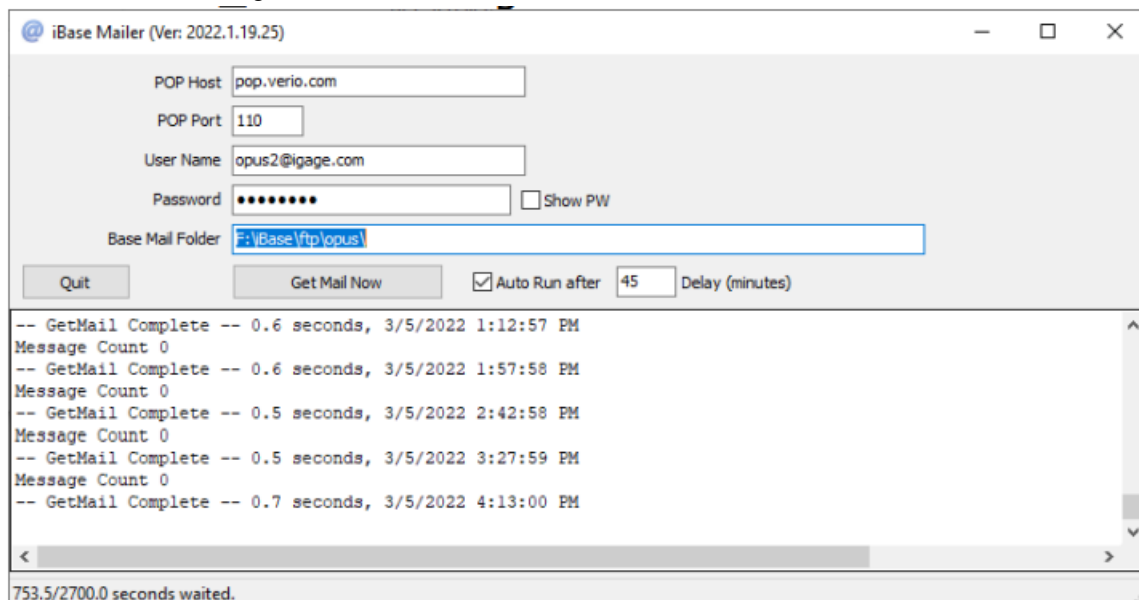 iBase Mailer (Ver: 2022.1.19.25)
POP Host pop.verio.com
POP Port 110
User Name opus2@igage.com
Password •••••••• Show PW
Base Mail Folder F:\iBase\ftp\opus\
Quit Get Mail Now Auto Run after 45 Delay (minutes)
-- GetMail Complete -- 0.6 seconds, 3/5/2022 1:12:57 PM
Message Count 0
-- GetMail Complete -- 0.6 seconds, 3/5/2022 1:57:58 PM
Message Count 0
-- GetMail Complete -- 0.5 seconds, 3/5/2022 2:42:58 PM
Message Count 0
-- GetMail Complete -- 0.5 seconds, 3/5/2022 3:27:59 PM
Message Count 0
-- GetMail Complete -- 0.7 seconds, 3/5/2022 4:13:00 PM
753.5/2700.0 seconds waited.